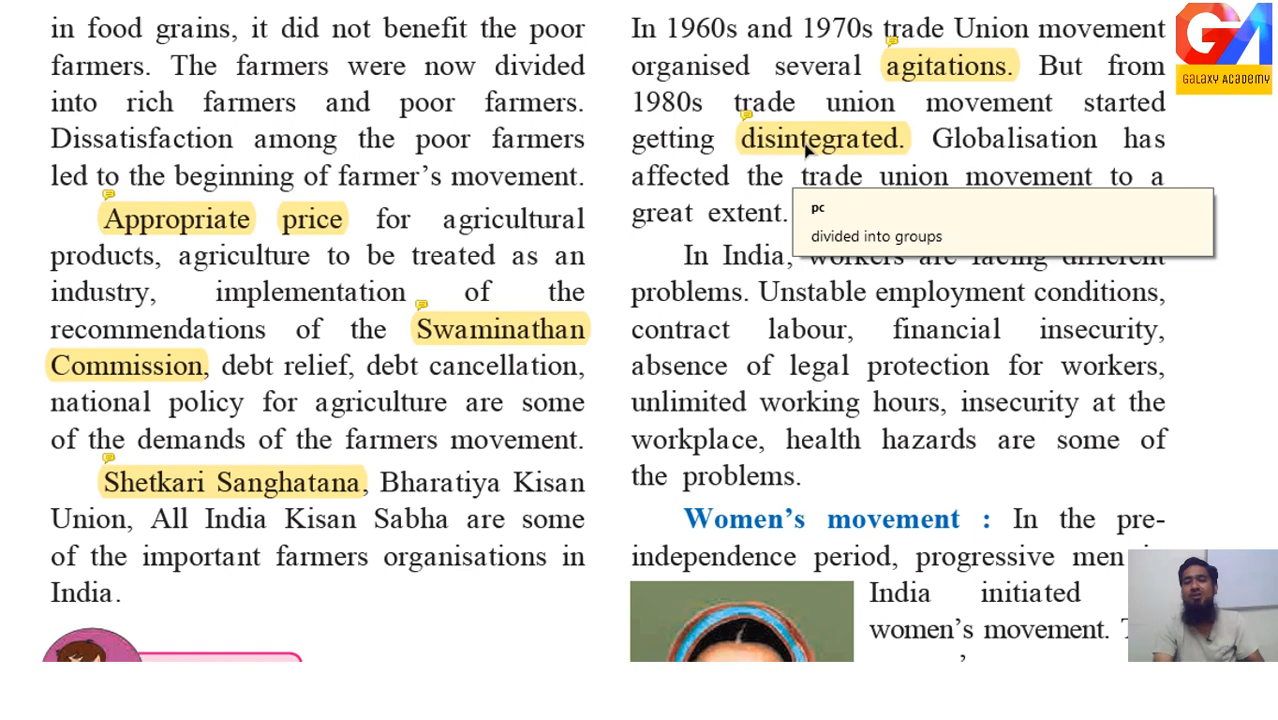 in food grains, it did not benefit the poor
farmers. The farmers were now divided
into rich farmers and poor farmers.
Dissatisfaction among the poor farmers
led to the beginning of farmer's movement.
Appropriate price for agricultural
products, agriculture to be treated as an
industry, implementation of the
recommendations of the Swaminathan
Commission, debt relief, debt cancellation,
national policy for agriculture are some
of the demands of the farmers movement.
Shetkari Sanghatana, Bharatiya Kisan
Union, All India Kisan Sabha are some
of the important farmers organisations in
India.
In 1960s and 1970s trade Union movement
organised several agitations. But from
1980s trade union movement started
getting disintegrated. Globalisation has
affected the trade union movement to a
great extent.
pc
divided into groups
In India, workers are facing different
problems. Unstable employment conditions,
contract labour, financial insecurity,
absence of legal protection for workers,
unlimited working hours, insecurity at the
workplace, health hazards are some of
the problems.
Women's movement : In the pre-
independence period, progressive men
India initiated
women's movement.
GA
GALAXY ACADEMY